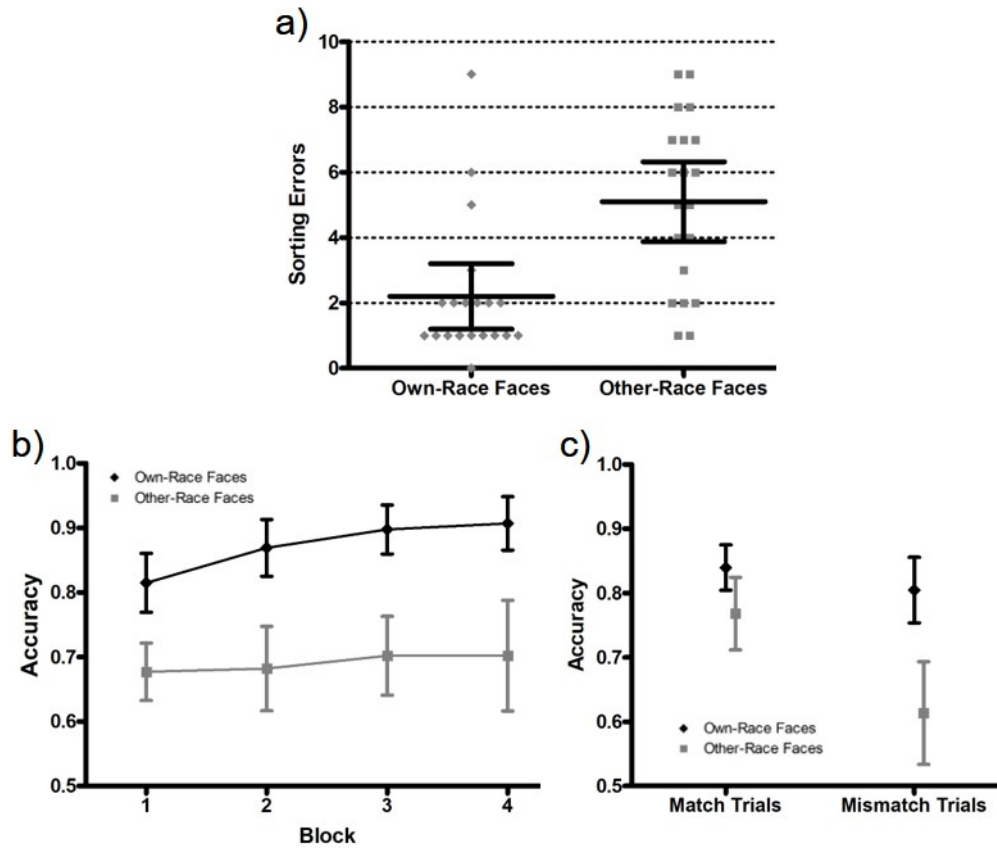 a)
10
8
6
4
2
0
Sorting Errors
Own-Race Faces Other-Race Faces
b)
1.0
0.9
0.8
0.7
0.6
0.5
Accuracy
Own-Race Faces
Other-Race Faces
1 2 3 4
Block
c)
1.0
0.9
0.8
0.7
0.6
0.5
Accuracy
Own-Race Faces
Other-Race Faces
Match Trials Mismatch Trials